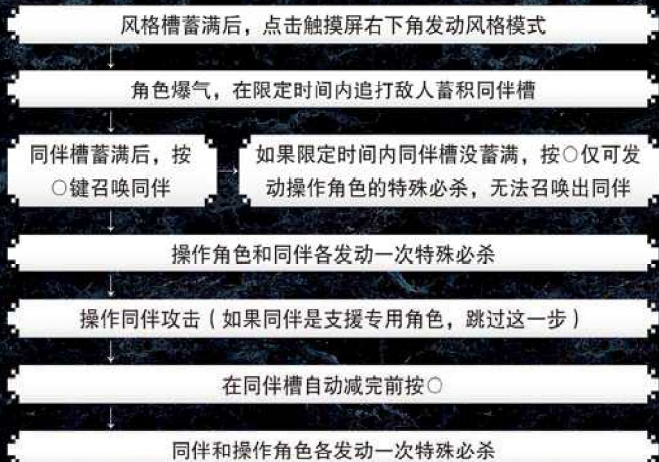 风格槽蓄满后，点击触摸屏右下角发动风格模式
角色爆气，在限定时间内追打敌人蓄积同伴槽
同伴槽蓄满后，按
○键召唤同伴
如果限定时间内同伴槽没蓄满，按○仅可发
动操作角色的特殊必杀，无法召唤出同伴
操作角色和同伴各发动一次特殊必杀
操作同伴攻击（如果同伴是支援专用角色，跳过这一步）
在同伴槽自动减完前按○
同伴和操作角色各发动一次特殊必杀